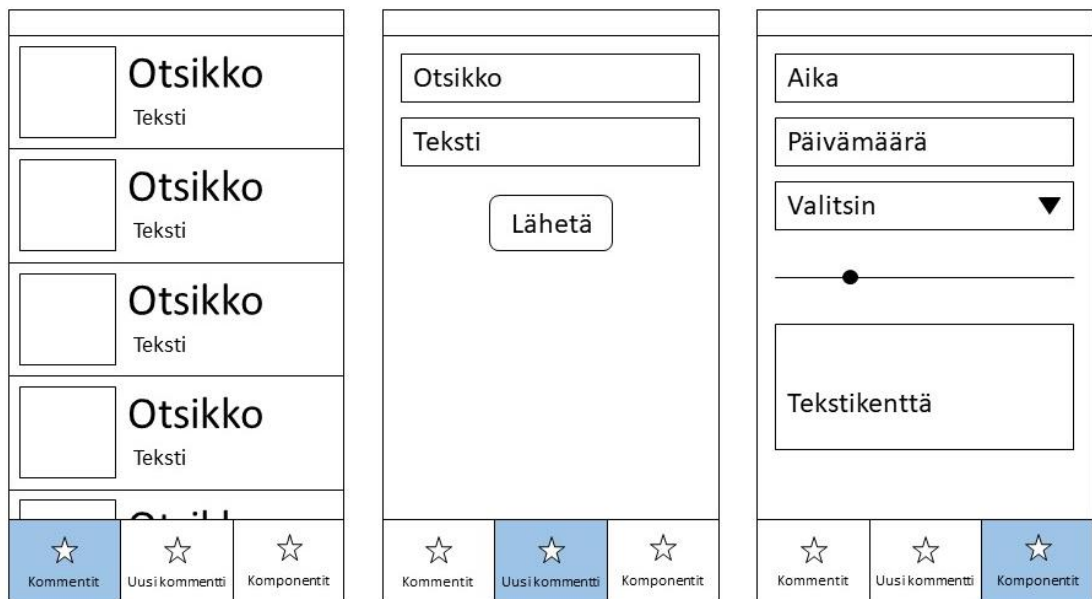 Otsikko
Teksti
Otsikko
Teksti
Otsikko
Teksti
Otsikko
Teksti
Kommentit
Uusi kommentti
Komponentit
Otsikko
Teksti
Lähetä
Kommentit
Uusi kommentti
Komponentit
Aika
Päivämäärä
Valitsin
Tekstikenttä
Kommentit
Uusi kommentti
Komponentit